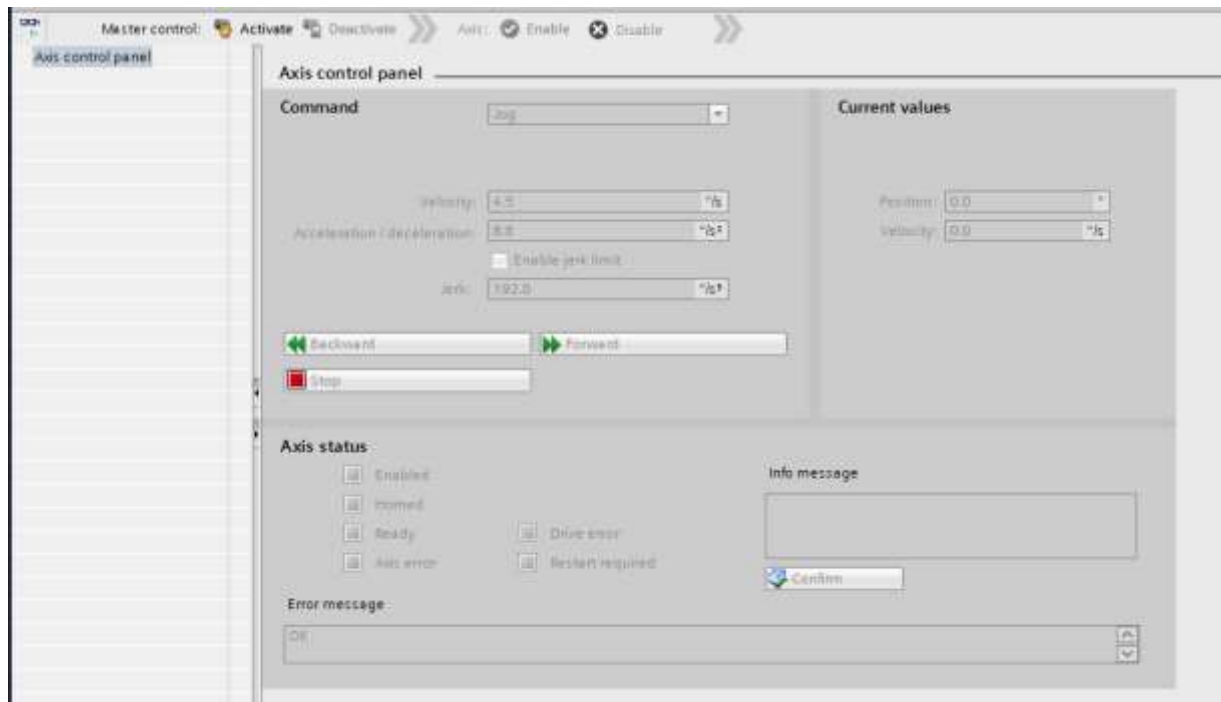 Master control: Activate Deactivate Axis: Enable Disable
Axis control panel
Axis control panel
Command
Jog
Velocity: 4.5 °/s
Acceleration / deceleration: °/s²
Enable jerk limit
Jerk: 192.0 °/s³
Backward
Forward
Stop
Current values
Position: 0.0 °
Velocity: 0.0 °/s
Axis status
Enabled
Homed
Ready
Drive error
Axis error
Restart required
Info message
Confirm
Error message
OK